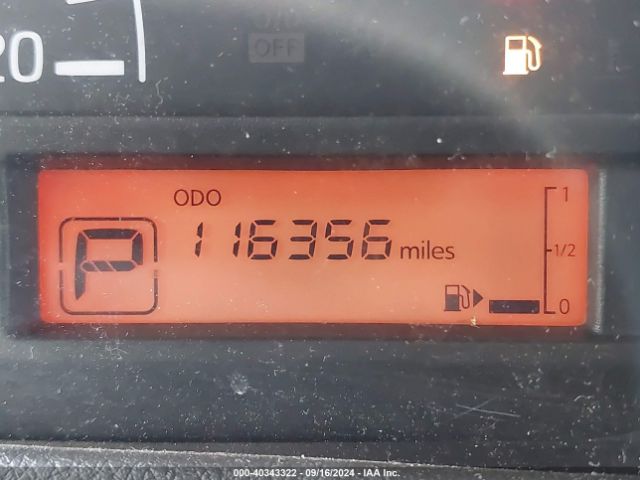 20
OFF
ODO
116356 miles
P
1
1/2
0
000-40343322 - 09/16/2024 - IAA Inc.